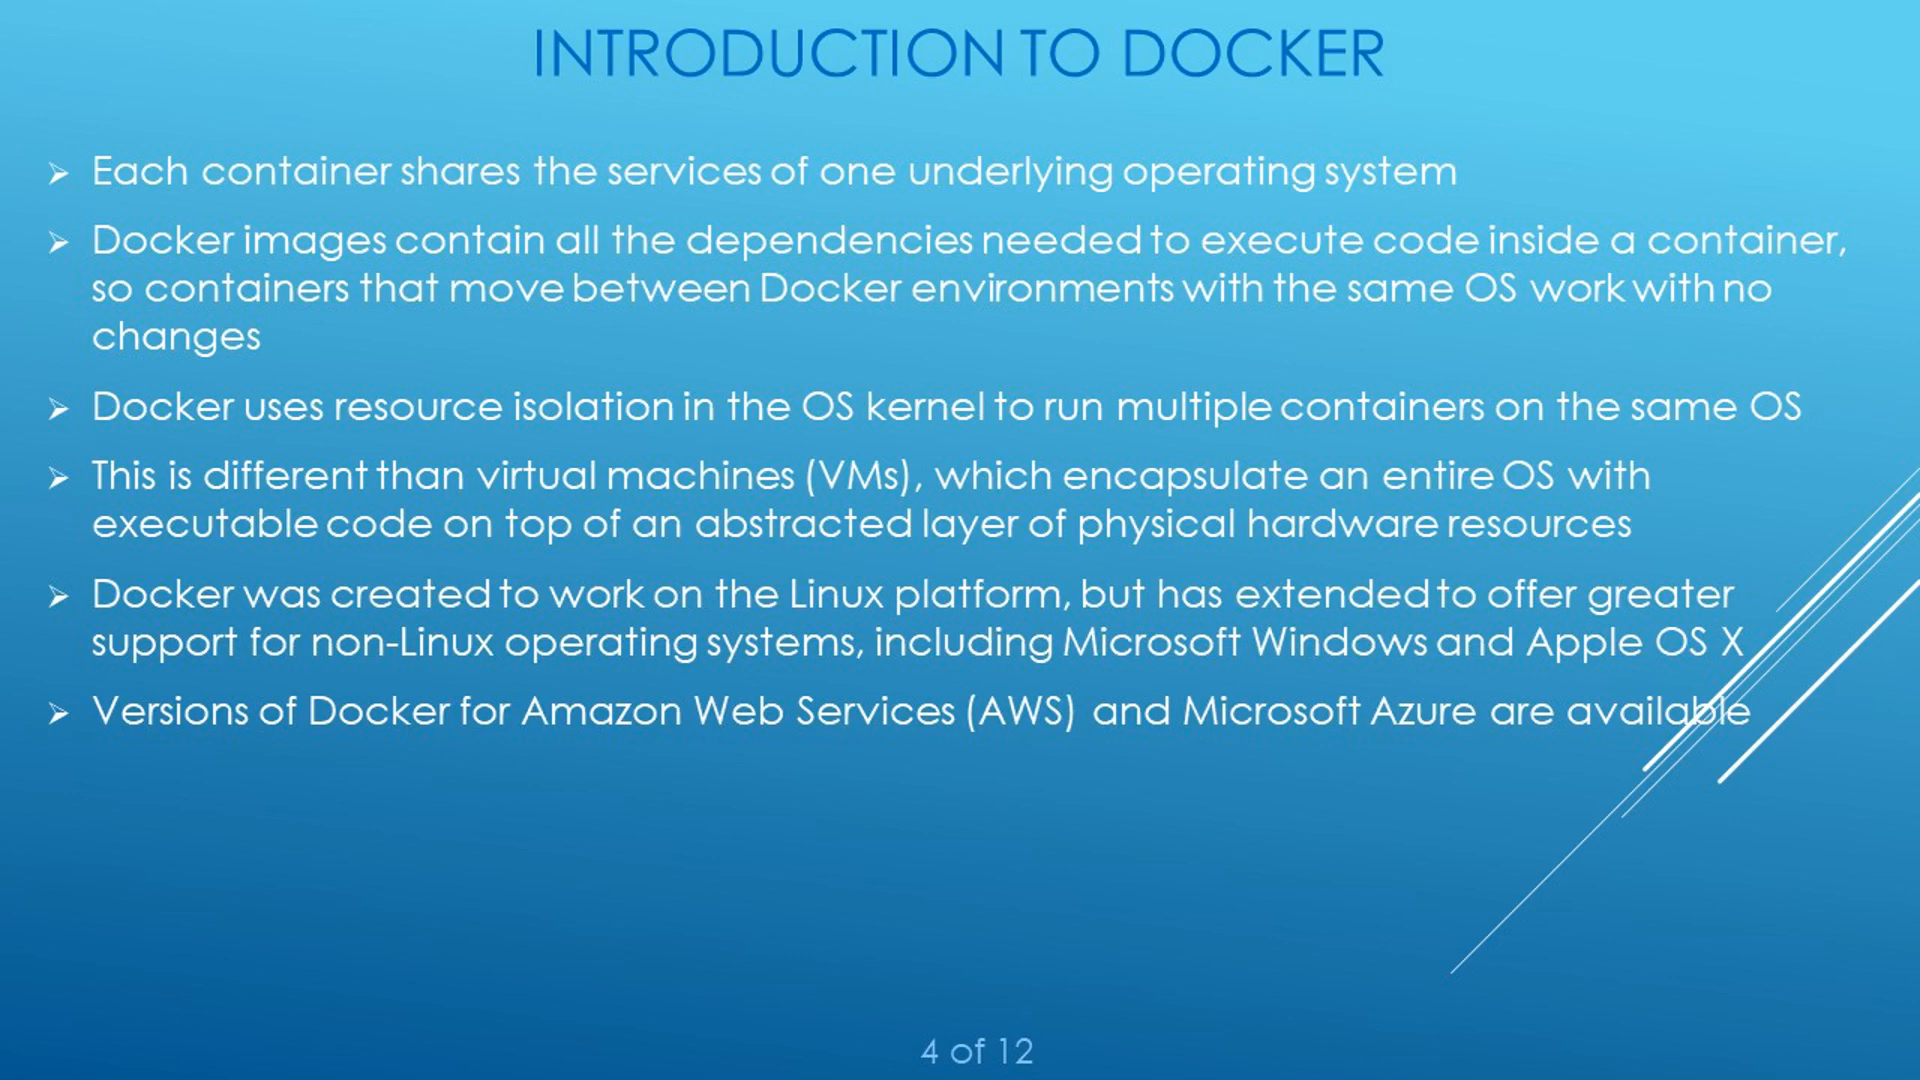 INTRODUCTION TO DOCKER
Each container shares the services of one underlying operating system
Docker images contain all the dependencies needed to execute code inside a container,
so containers that move between Docker environments with the same OS work with no
changes
Docker uses resource isolation in the OS kernel to run multiple containers on the same OS
This is different than virtual machines (VMs), which encapsulate an entire OS with
executable code on top of an abstracted layer of physical hardware resources
Docker was created to work on the Linux platform, but has extended to offer greater
support for non-Linux operating systems, including Microsoft Windows and Apple OS X
Versions of Docker for Amazon Web Services (AWS) and Microsoft Azure are available
4 of 12